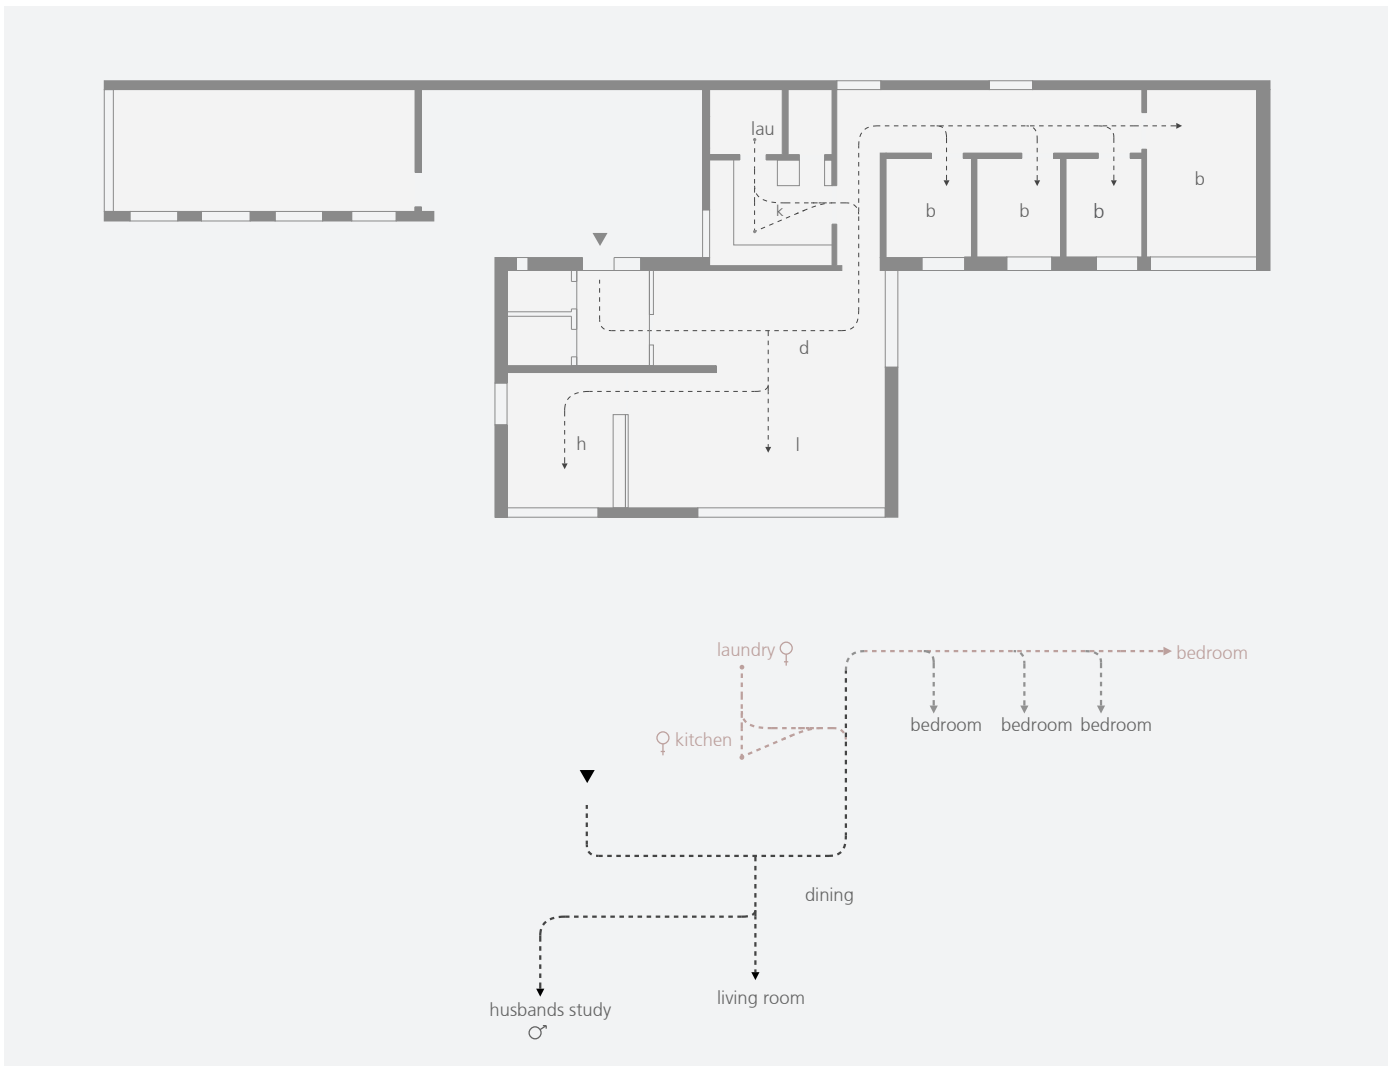 lau
k
b
b
b
b
d
h
l
laundry ♀
bedroom
♀ kitchen
bedroom bedroom bedroom
dining
husbands study
♂
living room